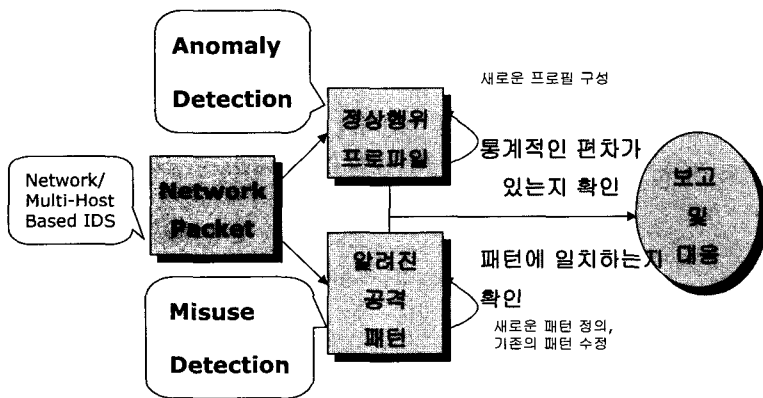 Anomaly
Detection
새로운 프로필 구성
정상행위
프로파일
통계적인 편차가
있는지 확인
Network/
Multi-Host
Based IDS
Network
Packet
보고
및
대응
알려진
공격
패턴
패턴에 일치하는지
확인
Misuse
Detection
새로운 패턴 정의,
기존의 패턴 수정